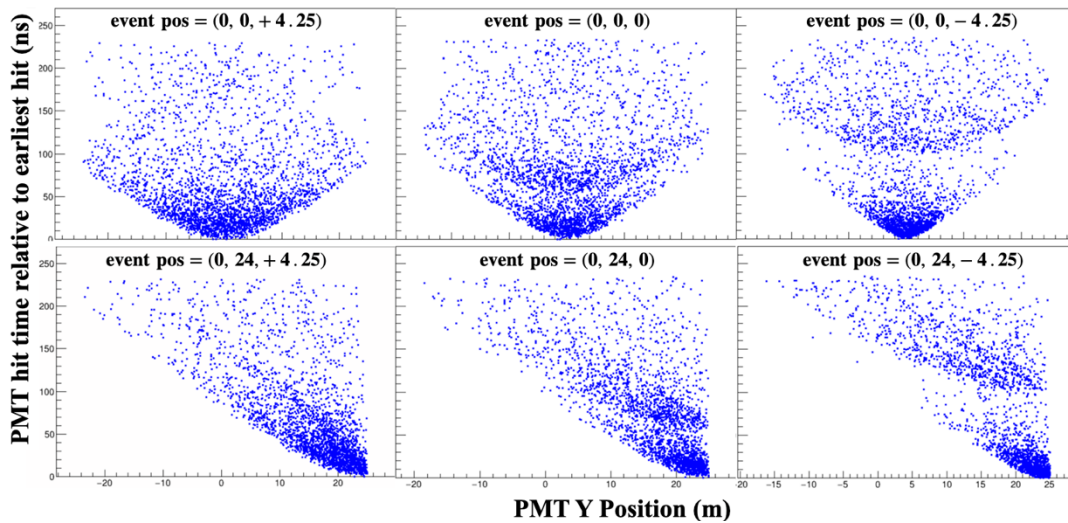 event pos = (0, 0, +4 . 25)
event pos = (0, 0, 0)
event pos = (0, 0, −4 . 25)
250
200
150
100
50
0
event pos = (0, 24, +4 . 25)
event pos = (0, 24, 0)
event pos = (0, 24, −4 . 25)
250
200
150
100
50
0
−20 −10 0 10 20
−20 −10 0 10 20
−20 −15 −10 −5 0 5 10 15 20 25
PMT hit time relative to earliest hit (ns)
PMT Y Position (m)